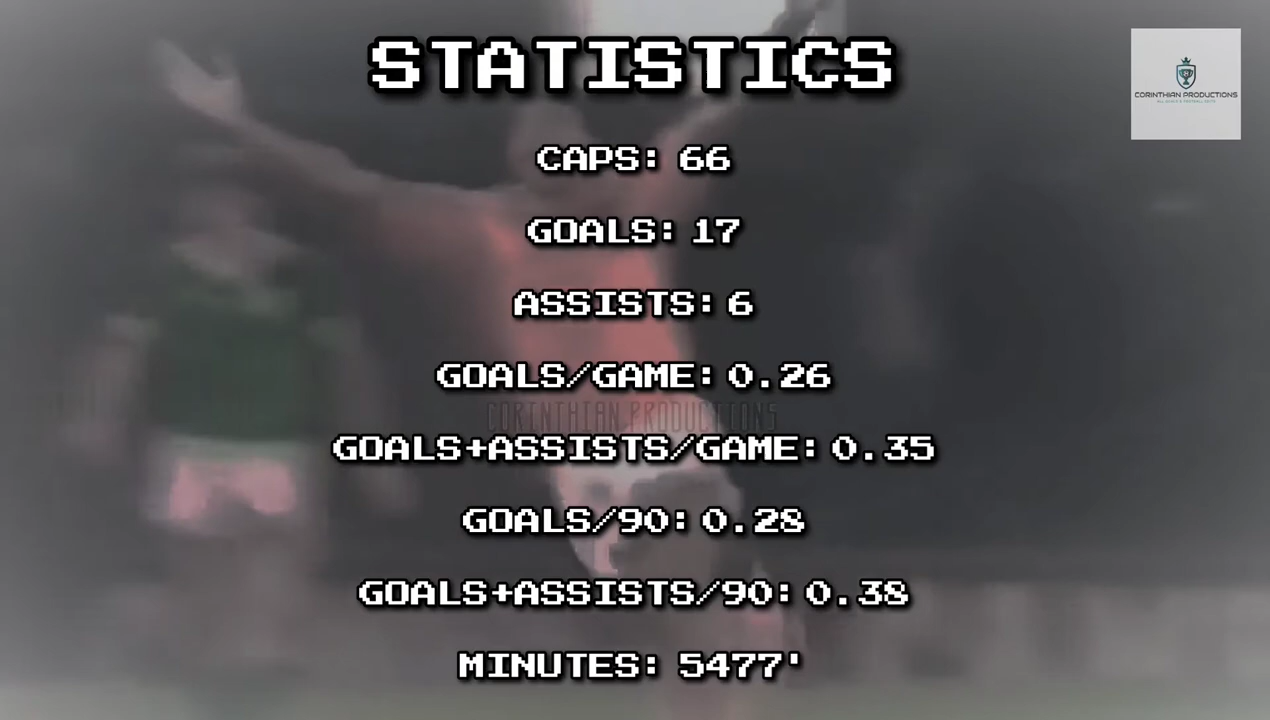 STATISTICS
CORINTHIAN PRODUCTIONS
CAPS: 66
GOALS: 17
ASSISTS: 6
GOALS/GAME: 0.26
CORINTHIAN PRODUCTIONS
GOALS+ASSISTS/GAME: 0.35
GOALS/90: 0.28
GOALS+ASSISTS/90: 0.38
MINUTES: 5477'